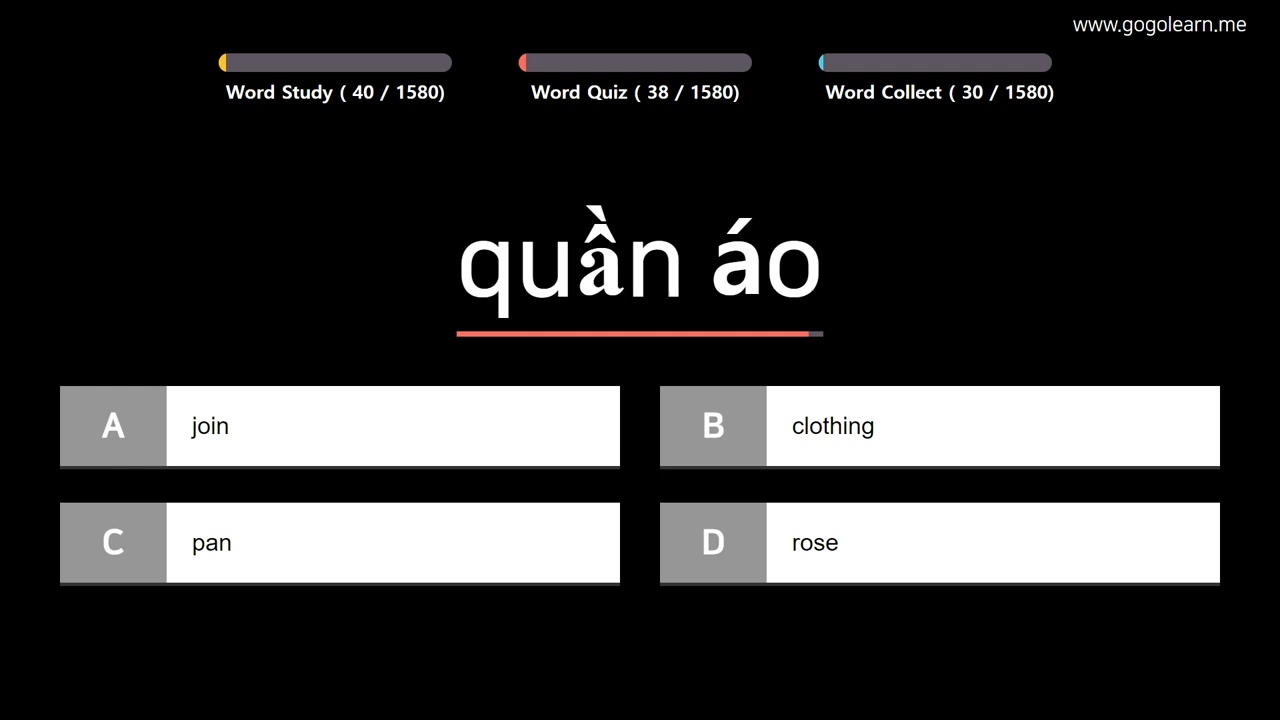 www.gogolearn.me
Word Study ( 40 / 1580)
Word Quiz ( 38 / 1580)
Word Collect ( 30 / 1580)
quần áo
A join
B clothing
C pan
D rose